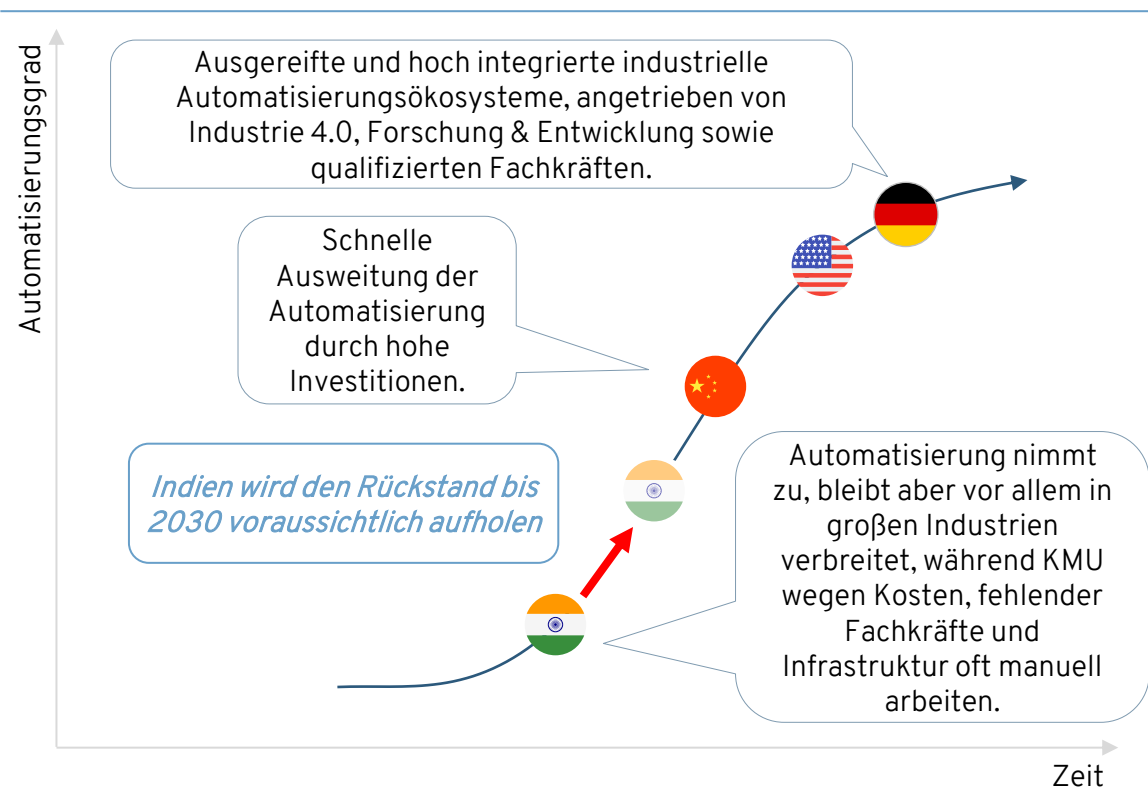 Automatisierungsgrad
Ausgereifte und hoch integrierte industrielle
Automatisierungsökosysteme, angetrieben von
Industrie 4.0, Forschung & Entwicklung sowie
qualifizierten Fachkräften.
Schnelle
Ausweitung der
Automatisierung
durch hohe
Investitionen.
Indien wird den Rückstand bis
2030 voraussichtlich aufholen
Automatisierung nimmt
zu, bleibt aber vor allem in
großen Industrien
verbreitet, während KMU
wegen Kosten, fehlender
Fachkräfte und
Infrastruktur oft manuell
arbeiten.
Zeit